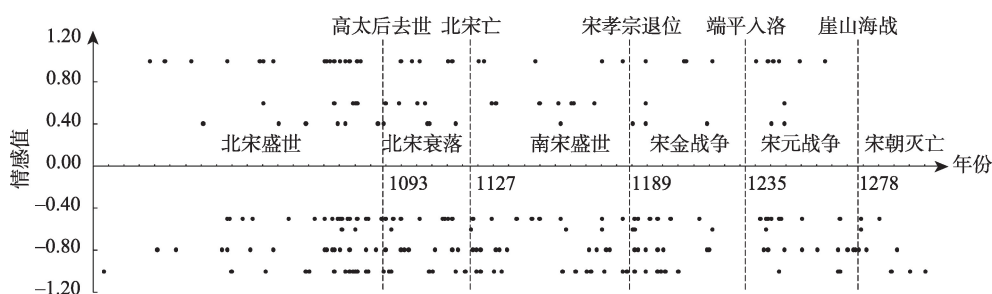 高太后去世 北宋亡 宋孝宗退位 端平入洛 崖山海战
1.20
0.80
0.40
北宋盛世 北宋衰落 南宋盛世 宋金战争 宋元战争 宋朝灭亡
0.00
年份
情感值
1093 1127 1189 1235 1278
−0.40
−0.80
−1.20